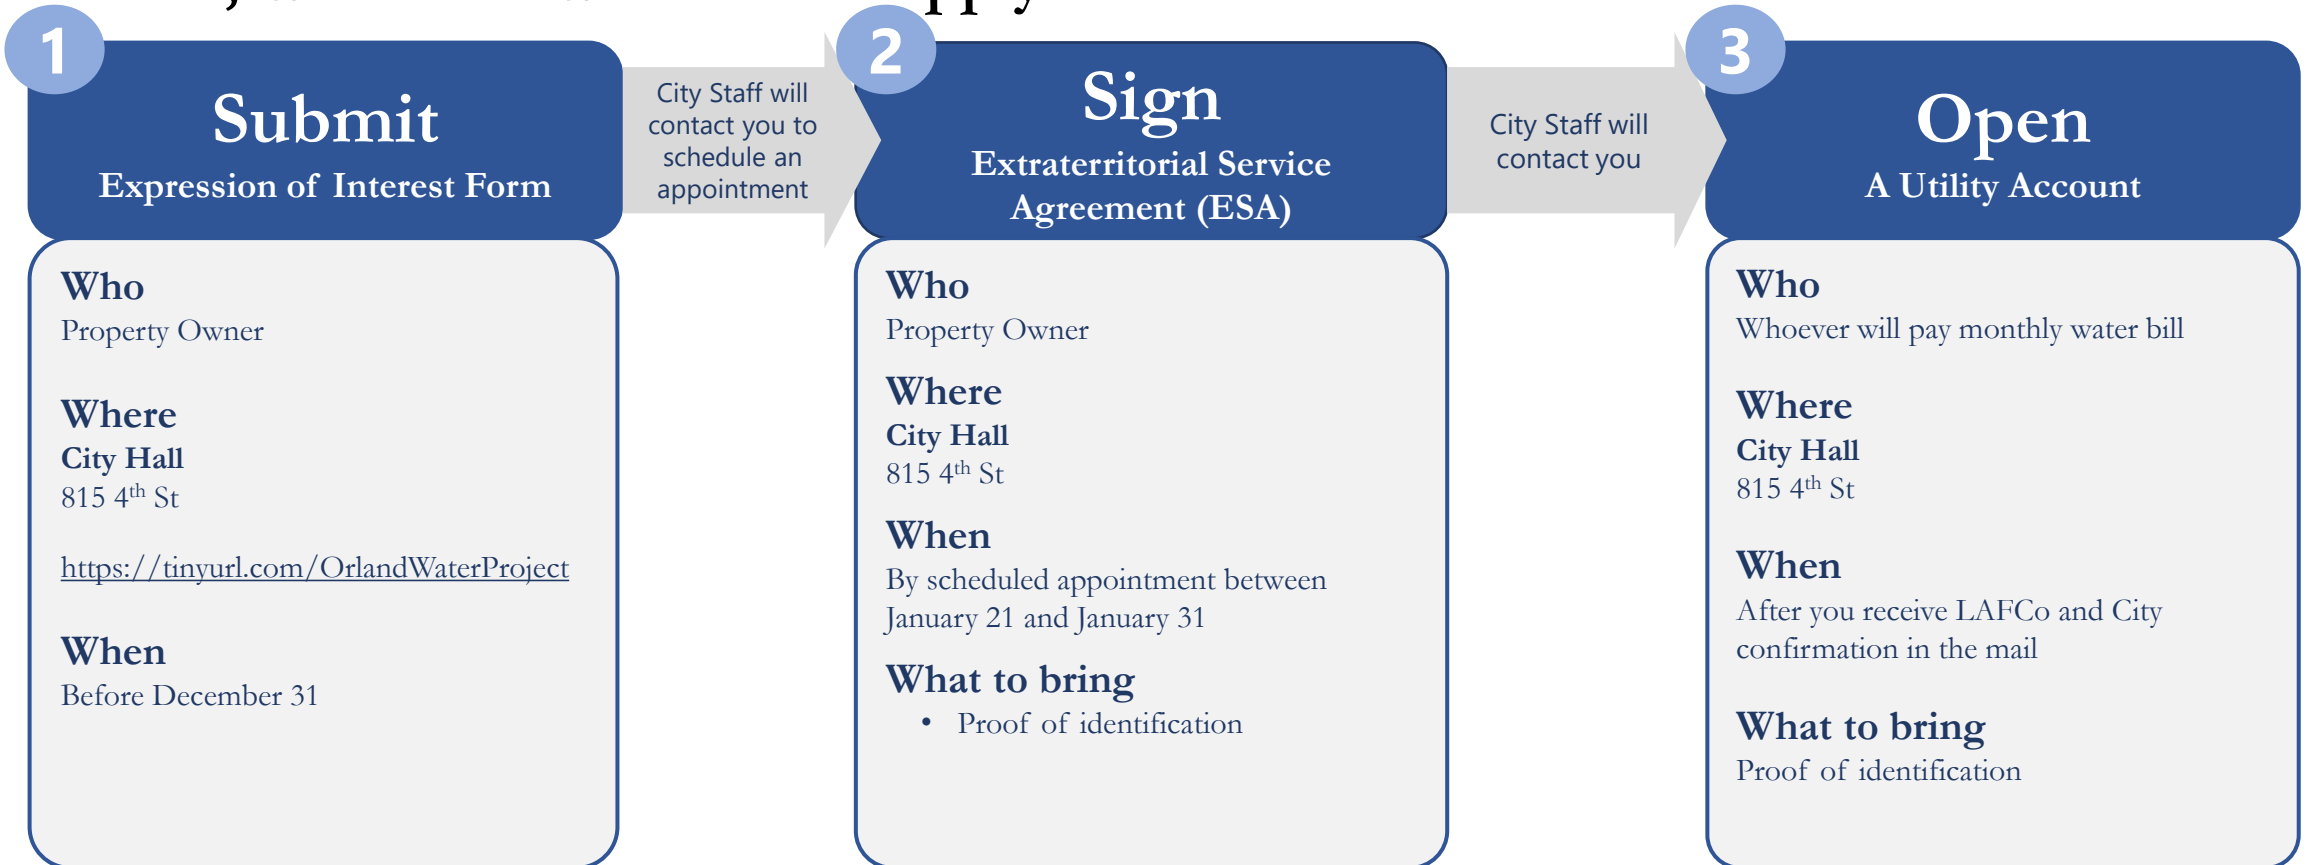 1
Submit
Expression of Interest Form
Who
Property Owner
Where
City Hall
815 4th St
https://tinyurl.com/OrlandWaterProject
When
Before December 31
City Staff will
contact you to
schedule an
appointment
2
Sign
Extraterritorial Service
Agreement (ESA)
Who
Property Owner
Where
City Hall
815 4th St
When
By scheduled appointment between
January 21 and January 31
What to bring
• Proof of identification
City Staff will
contact you
3
Open
A Utility Account
Who
Whoever will pay monthly water bill
Where
City Hall
815 4th St
When
After you receive LAFCo and City
confirmation in the mail
What to bring
Proof of identification